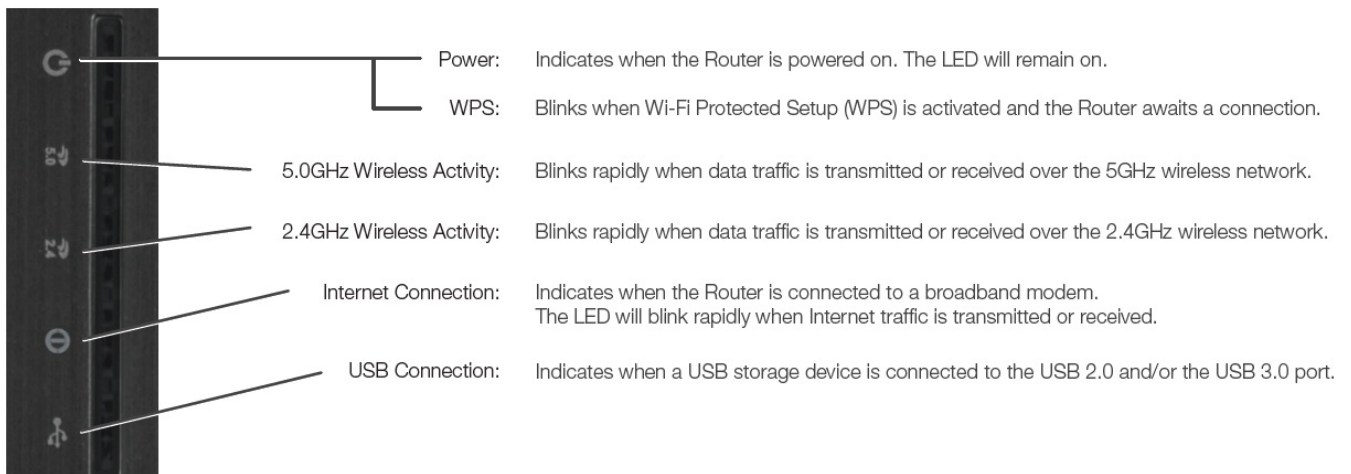 Power: Indicates when the Router is powered on. The LED will remain on.
WPS: Blinks when Wi-Fi Protected Setup (WPS) is activated and the Router awaits a connection.
5.0 5.0GHz Wireless Activity: Blinks rapidly when data traffic is transmitted or received over the 5GHz wireless network.
2.4 2.4GHz Wireless Activity: Blinks rapidly when data traffic is transmitted or received over the 2.4GHz wireless network.
Internet Connection: Indicates when the Router is connected to a broadband modem.
The LED will blink rapidly when Internet traffic is transmitted or received.
USB Connection: Indicates when a USB storage device is connected to the USB 2.0 and/or the USB 3.0 port.